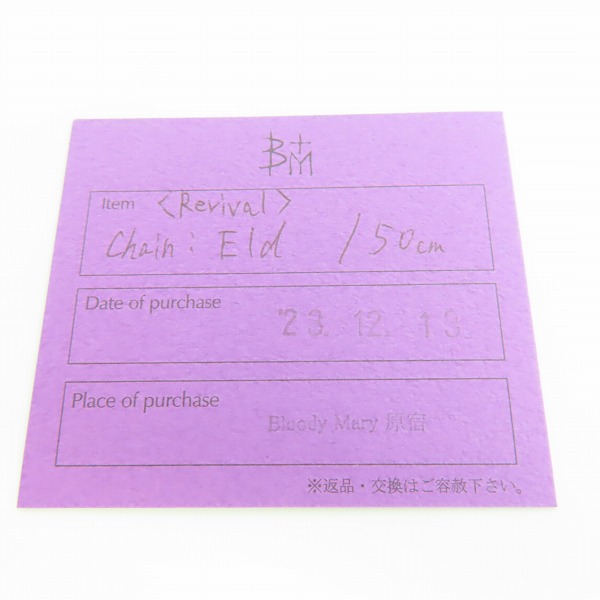 B+M
Item <Revival>
Chain: Eld / 50cm
Date of purchase
'23. 12. 13
Place of purchase
Bloody Mary 原宿
※返品・交換はご容赦下さい。